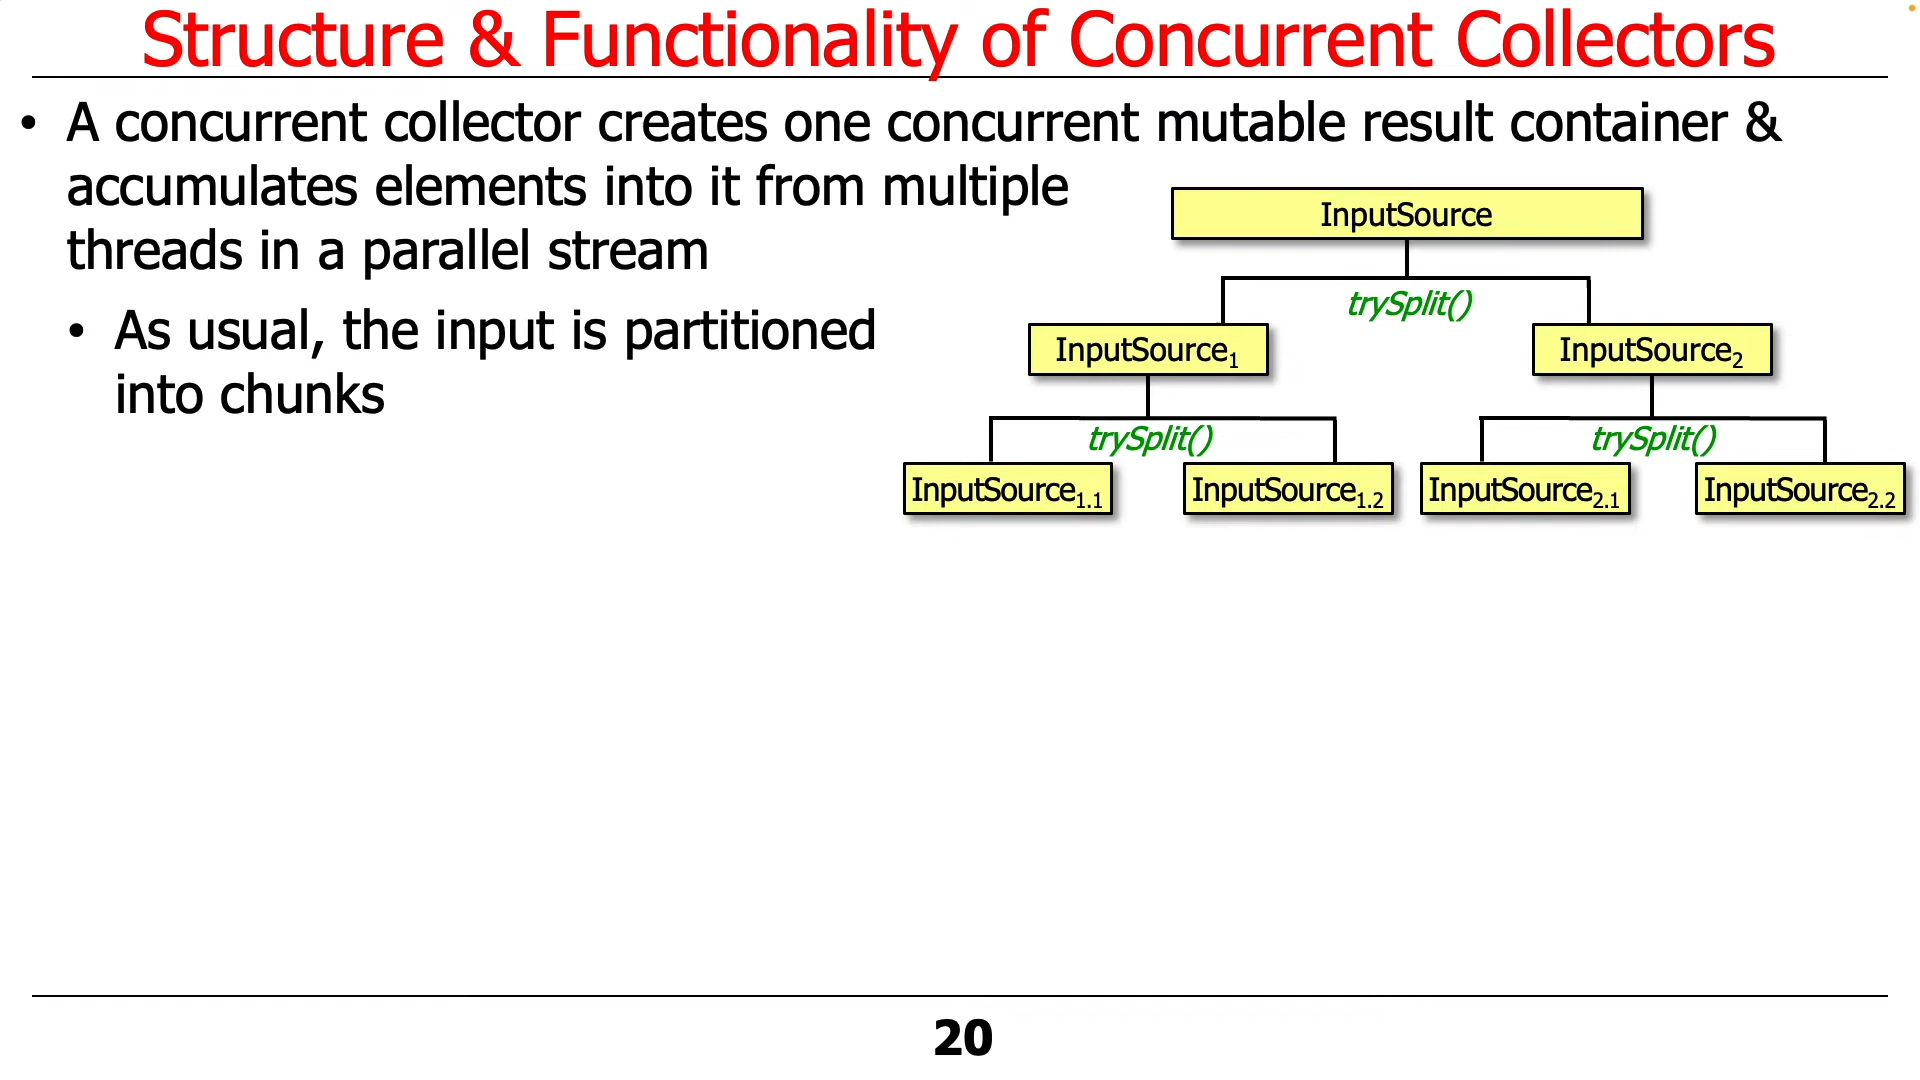 Structure & Functionality of Concurrent Collectors
• A concurrent collector creates one concurrent mutable result container &
accumulates elements into it from multiple
threads in a parallel stream
• As usual, the input is partitioned
into chunks
InputSource
trySplit()
InputSource1 InputSource2
trySplit() trySplit()
InputSource1.1 InputSource1.2 InputSource2.1 InputSource2.2
20